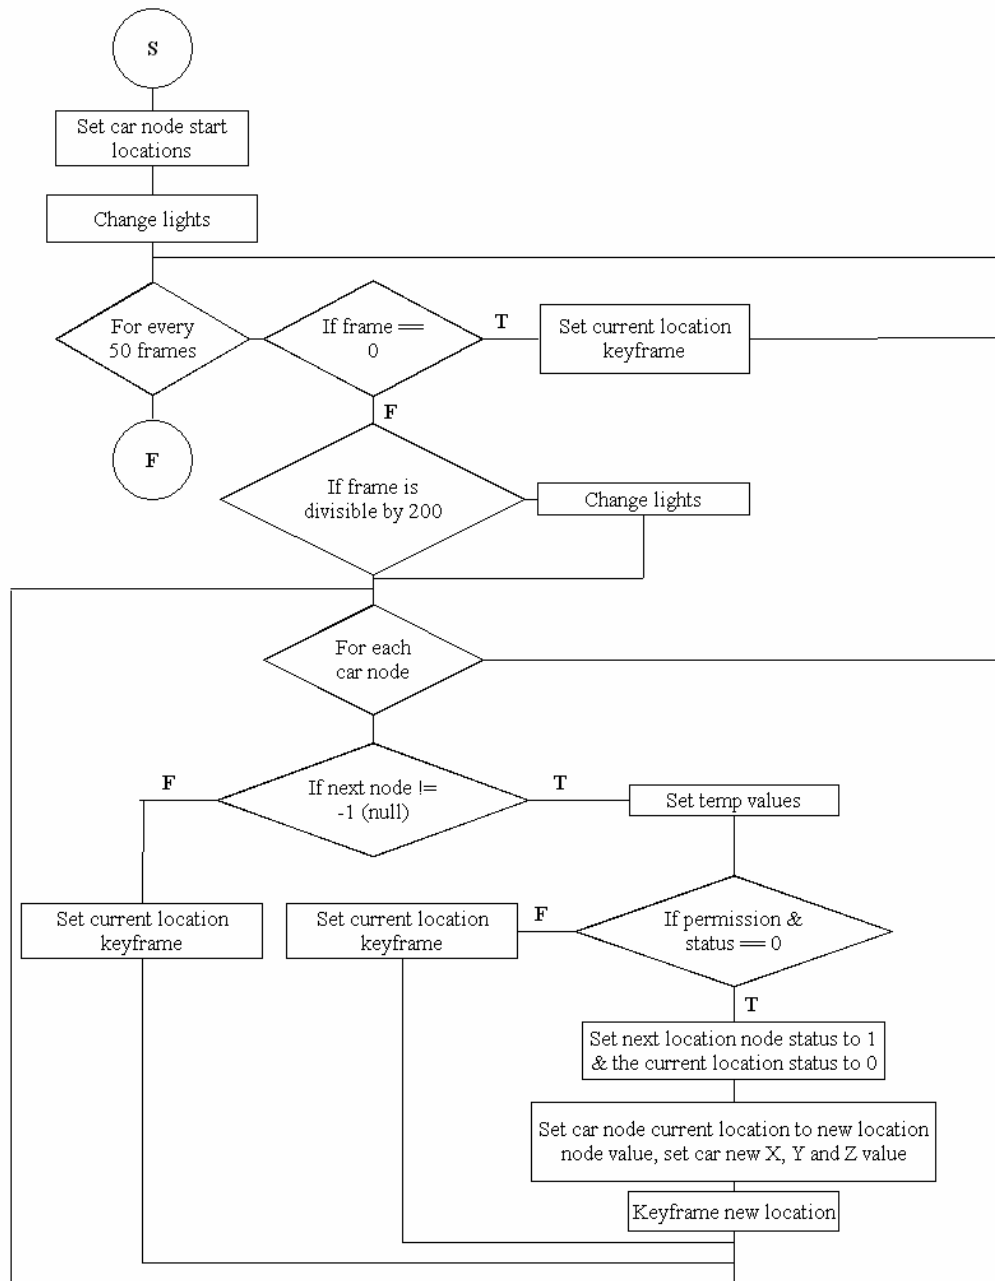 S
Set car node start
locations
Change lights
For every
50 frames
If frame ==
0
T
Set current location
keyframe
F
F
If frame is
divisible by 200
Change lights
For each
car node
F
If next node !=
-1 (null)
T
Set temp values
Set current location
keyframe
Set current location
keyframe
F
If permission &
status == 0
T
Set next location node status to 1
& the current location status to 0
Set car node current location to new location
node value, set car new X, Y and Z value
Keyframe new location